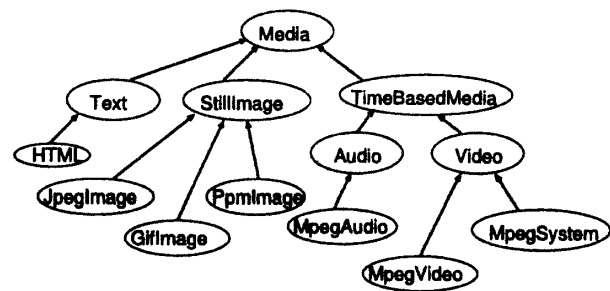 Media
Text
StillImage
TimeBasedMedia
HTML
Audio
Video
JpegImage
PpmImage
GifImage
MpegAudio
MpegSystem
MpegVideo